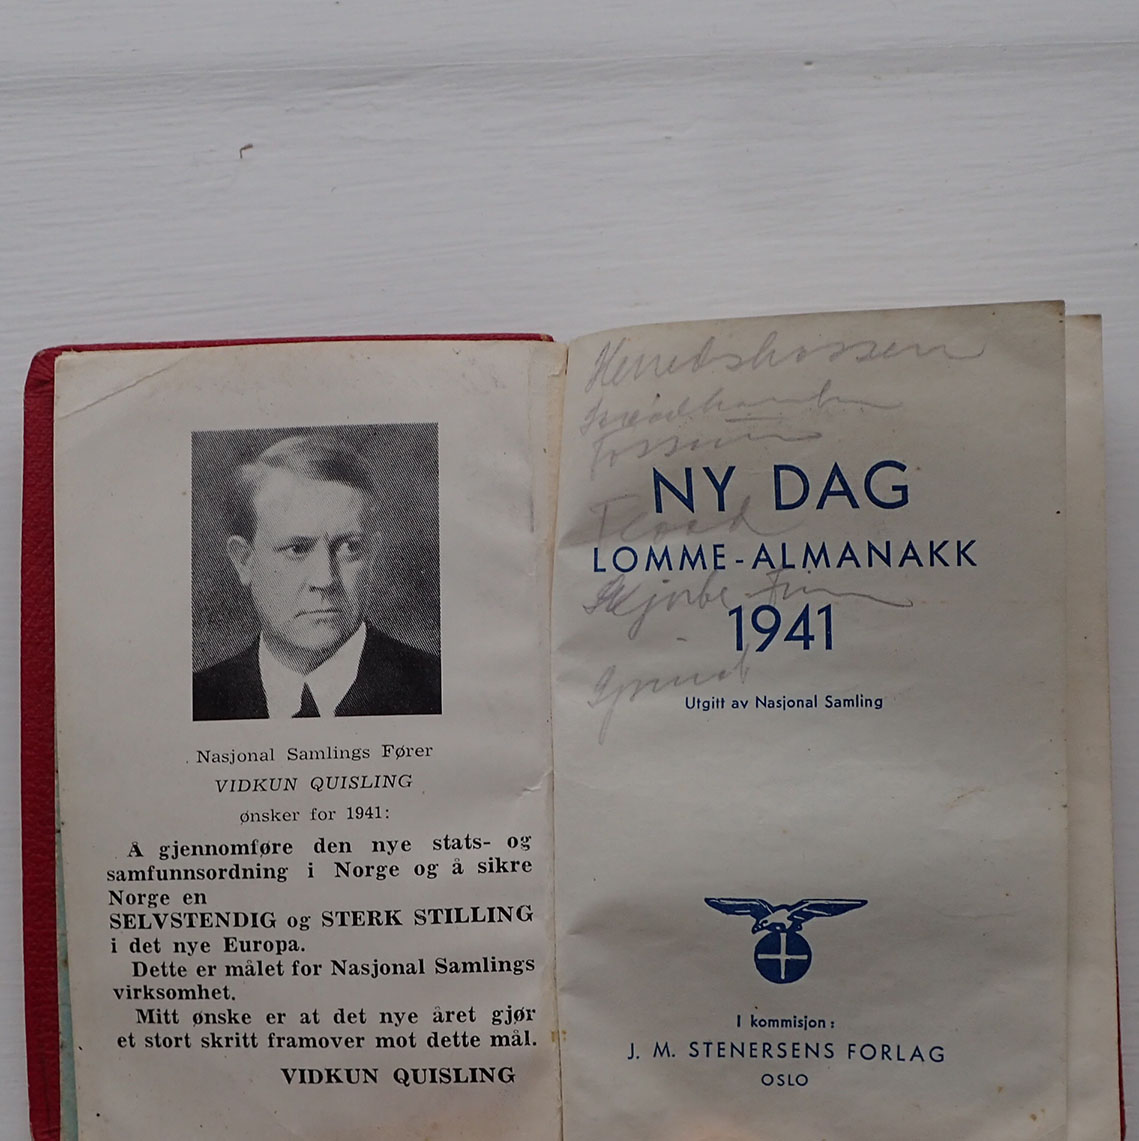 Nasjonal Samlings Fører
VIDKUN QUISLING
ønsker for 1941:
Å gjennomføre den nye stats- og
samfunnsordning i Norge og å sikre
Norge en
SELVSTENDIG og STERK STILLING
i det nye Europa.
Dette er målet for Nasjonal Samlings
virksomhet.
Mitt ønske er at det nye året gjør
et stort skritt framover mot dette mål.
VIDKUN QUISLING
NY DAG
LOMME-ALMANAKK
1941
Utgitt av Nasjonal Samling
I kommisjon:
J. M. STENERSENS FORLAG
OSLO